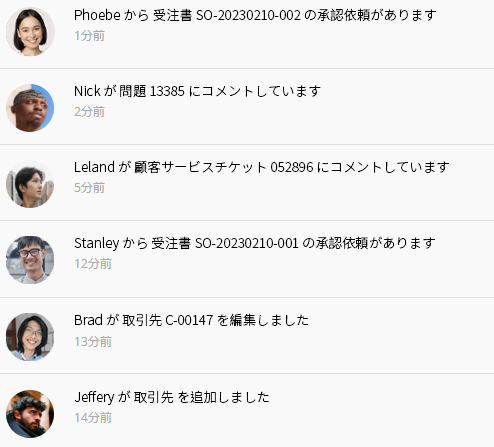 Phoebe から 受注書 SO-20230210-002 の承認依頼があります
1分前
Nick が 問題 13385 にコメントしています
2分前
Leland が 顧客サービスチケット 052896 にコメントしています
5分前
Stanley から 受注書 SO-20230210-001 の承認依頼があります
12分前
Brad が 取引先 C-00147 を編集しました
13分前
Jeffery が 取引先 を追加しました
14分前